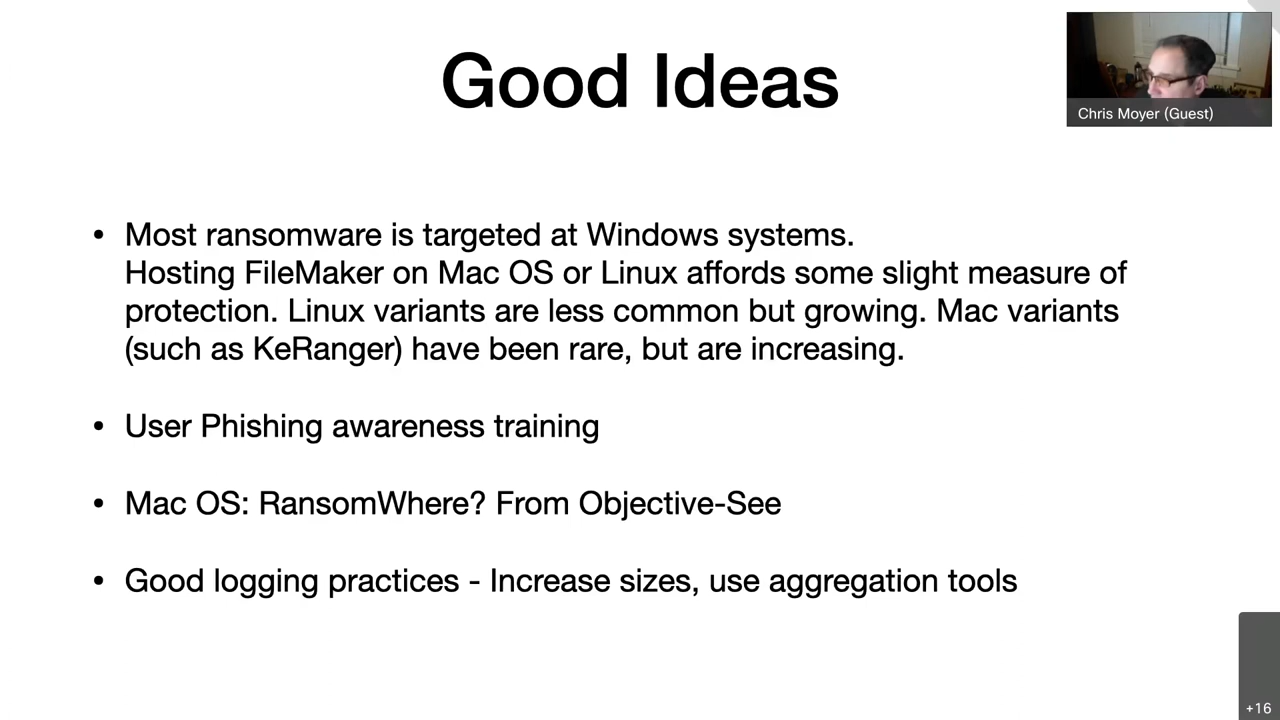 Good Ideas
Chris Moyer (Guest)
• Most ransomware is targeted at Windows systems.
Hosting FileMaker on Mac OS or Linux affords some slight measure of
protection. Linux variants are less common but growing. Mac variants
(such as KeRanger) have been rare, but are increasing.
• User Phishing awareness training
• Mac OS: RansomWhere? From Objective-See
• Good logging practices - Increase sizes, use aggregation tools
+16